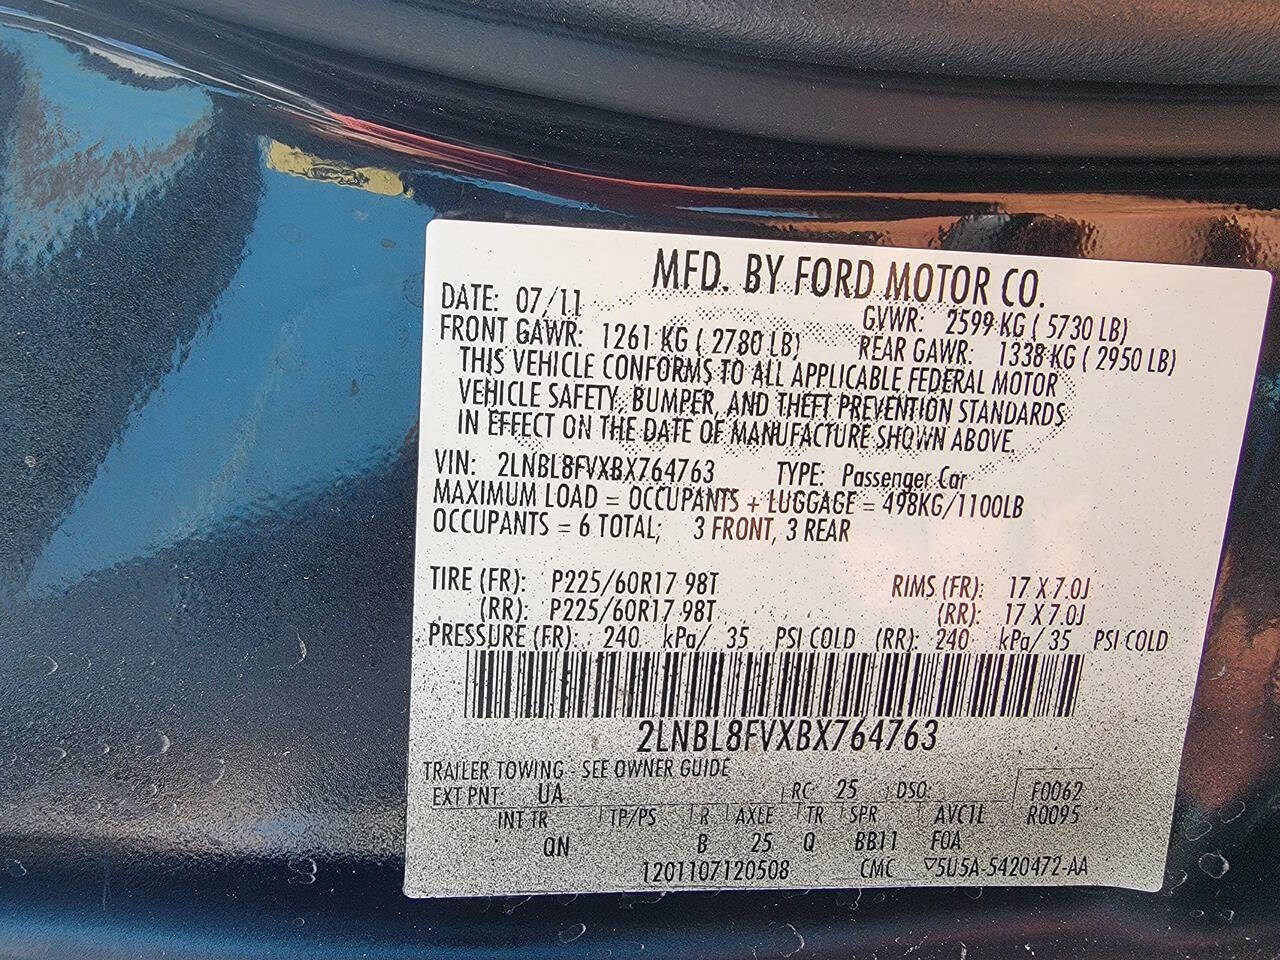 MFD. BY FORD MOTOR CO.
DATE: 07/11 GVWR: 2599 KG ( 5730 LB)
FRONT GAWR: 1261 KG ( 2780 LB) REAR GAWR: 1338 KG ( 2950 LB)
THIS VEHICLE CONFORMS TO ALL APPLICABLE FEDERAL MOTOR
VEHICLE SAFETY, BUMPER, AND THEFT PREVENTION STANDARDS
IN EFFECT ON THE DATE OF MANUFACTURE SHOWN ABOVE.
VIN: 2LNBL8FVXBX764763 TYPE: Passenger Car
MAXIMUM LOAD = OCCUPANTS + LUGGAGE = 498KG/1100LB
OCCUPANTS = 6 TOTAL; 3 FRONT, 3 REAR
TIRE (FR): P225/60R17 98T RIMS (FR): 17 X 7.0J
(RR): P225/60R17 98T (RR): 17 X 7.0J
PRESSURE (FR): 240 kPa/ 35 PSI COLD (RR): 240 kPa/ 35 PSI COLD
2LNBL8FVXBX764763
TRAILER TOWING - SEE OWNER GUIDE
EXT PNT: UA RC: 25 DSO: F0062
INT TR TP/PS R AXLE TR SPR AVC1L R0095
QN B 25 Q BB11 FOA
1201107120508 CMC ▽5U5A-5420472-AA